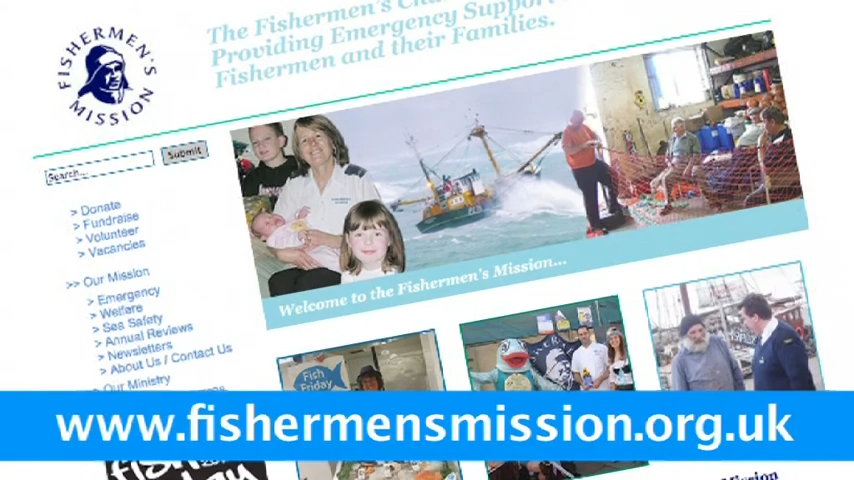 The Fishermen's
Providing Emergency Support
Fishermen and their Families.
FISHERMEN'S
MISSION
Search...
Submit
> Donate
> Fundraise
> Volunteer
> Vacancies
>> Our Mission
> Emergency
> Welfare
> Sea Safety
> Annual Reviews
> Newsletters
> About Us / Contact Us
> Our Ministry
Welcome to the Fishermen's Mission...
Fish
Friday
www.fishermensmission.org.uk
Mission